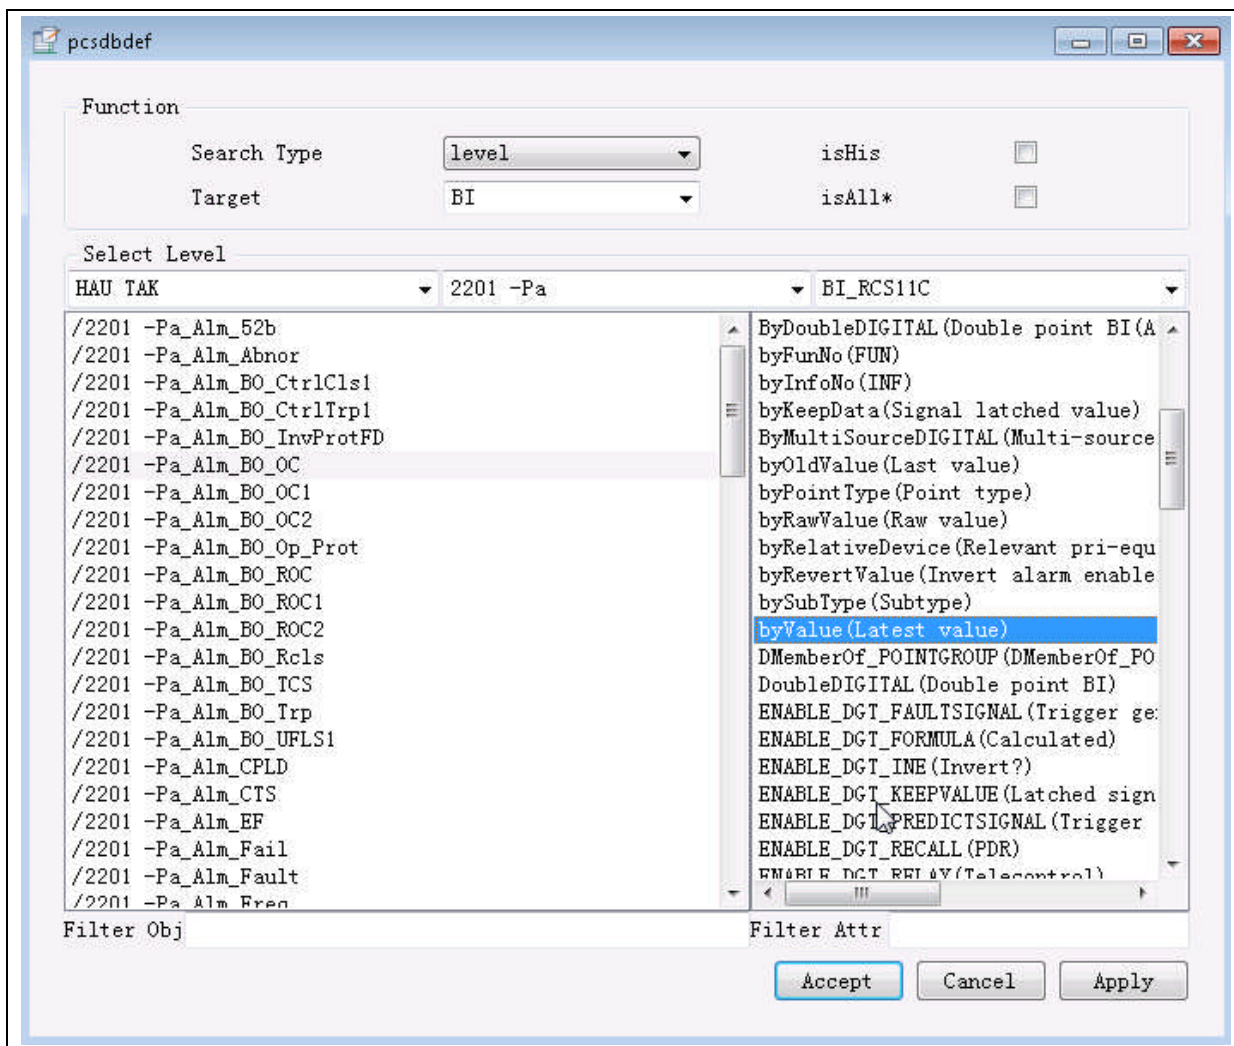 pcsdbdef
Function
Search Type level isHis
Target BI isAll*
Select Level
HAU TAK 2201 -Pa BI_RCS11C
/2201 -Pa_Alm_52b
/2201 -Pa_Alm_Abnor
/2201 -Pa_Alm_BO_CtrlCls1
/2201 -Pa_Alm_BO_CtrlTrp1
/2201 -Pa_Alm_BO_InvProtFD
/2201 -Pa_Alm_BO_OC
/2201 -Pa_Alm_BO_OC1
/2201 -Pa_Alm_BO_OC2
/2201 -Pa_Alm_BO_Op_Prot
/2201 -Pa_Alm_BO_ROC
/2201 -Pa_Alm_BO_ROC1
/2201 -Pa_Alm_BO_ROC2
/2201 -Pa_Alm_BO_Rcls
/2201 -Pa_Alm_BO_TCS
/2201 -Pa_Alm_BO_Trp
/2201 -Pa_Alm_BO_UFLS1
/2201 -Pa_Alm_CPLD
/2201 -Pa_Alm_CTS
/2201 -Pa_Alm_EF
/2201 -Pa_Alm_Fail
/2201 -Pa_Alm_Fault
/2201 -Pa_Alm_Freq
ByDoubleDIGITAL(Double point BI(A
byFunNo(FUN)
byInfoNo(INF)
byKeepData(Signal latched value)
ByMultiSourceDIGITAL(Multi-source
byOldValue(Last value)
byPointType(Point type)
byRawValue(Raw value)
byRelativeDevice(Relevant pri-equ
byRevertValue(Invert alarm enable
bySubType(Subtype)
byValue(Latest value)
DMemberOf_POINTGROUP(DMemberOf_PO
DoubleDIGITAL(Double point BI)
ENABLE_DGT_FAULTSIGNAL(Trigger ge
ENABLE_DGT_FORMULA(Calculated)
ENABLE_DGT_INE(Invert?)
ENABLE_DGT_KEEPVALUE(Latched sign
ENABLE_DGT_PREDICTSIGNAL(Trigger
ENABLE_DGT_RECALL(PDR)
ENABLE_DGT_RELAY(Telecontrol)
Filter Obj Filter Attr
Accept Cancel Apply